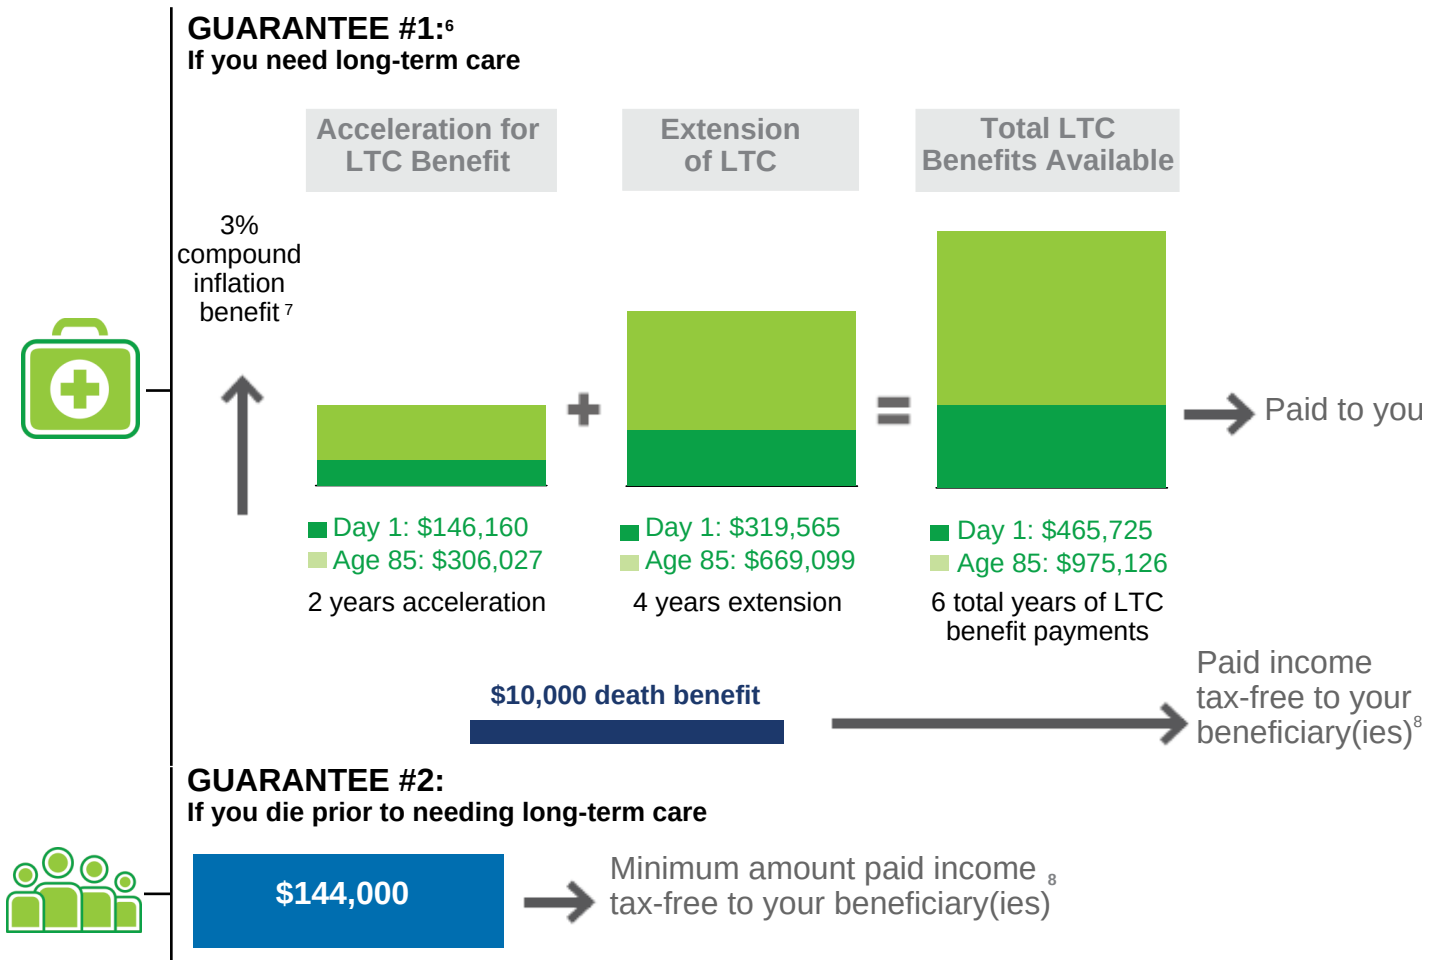 GUARANTEE #1:6
If you need long-term care
Acceleration for
LTC Benefit
Extension
of LTC
Total LTC
Benefits Available
3%
compound
inflation
benefit 7
Paid to you
Day 1: $146,160
Age 85: $306,027
2 years acceleration
Day 1: $319,565
Age 85: $669,099
4 years extension
Day 1: $465,725
Age 85: $975,126
6 total years of LTC
benefit payments
$10,000 death benefit
Paid income
tax-free to your
beneficiary(ies)8
GUARANTEE #2:
If you die prior to needing long-term care
$144,000
Minimum amount paid income
tax-free to your beneficiary(ies)8